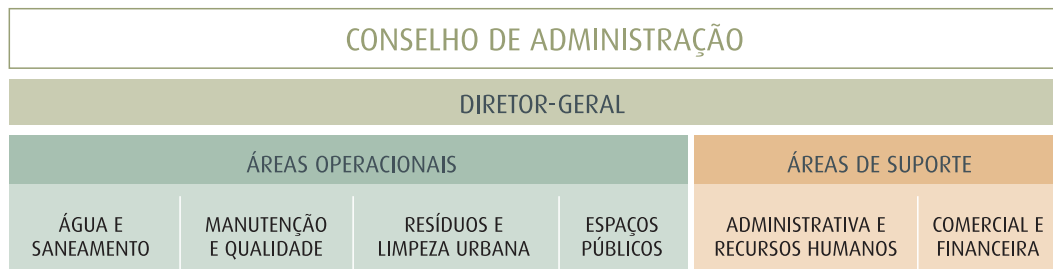 CONSELHO DE ADMINISTRAÇÃO
DIRETOR-GERAL
ÁREAS OPERACIONAIS
ÁREAS DE SUPORTE
ÁGUA E
SANEAMENTO
MANUTENÇÃO
E QUALIDADE
RESÍDUOS E
LIMPEZA URBANA
ESPAÇOS
PÚBLICOS
ADMINISTRATIVA E
RECURSOS HUMANOS
COMERCIAL E
FINANCEIRA